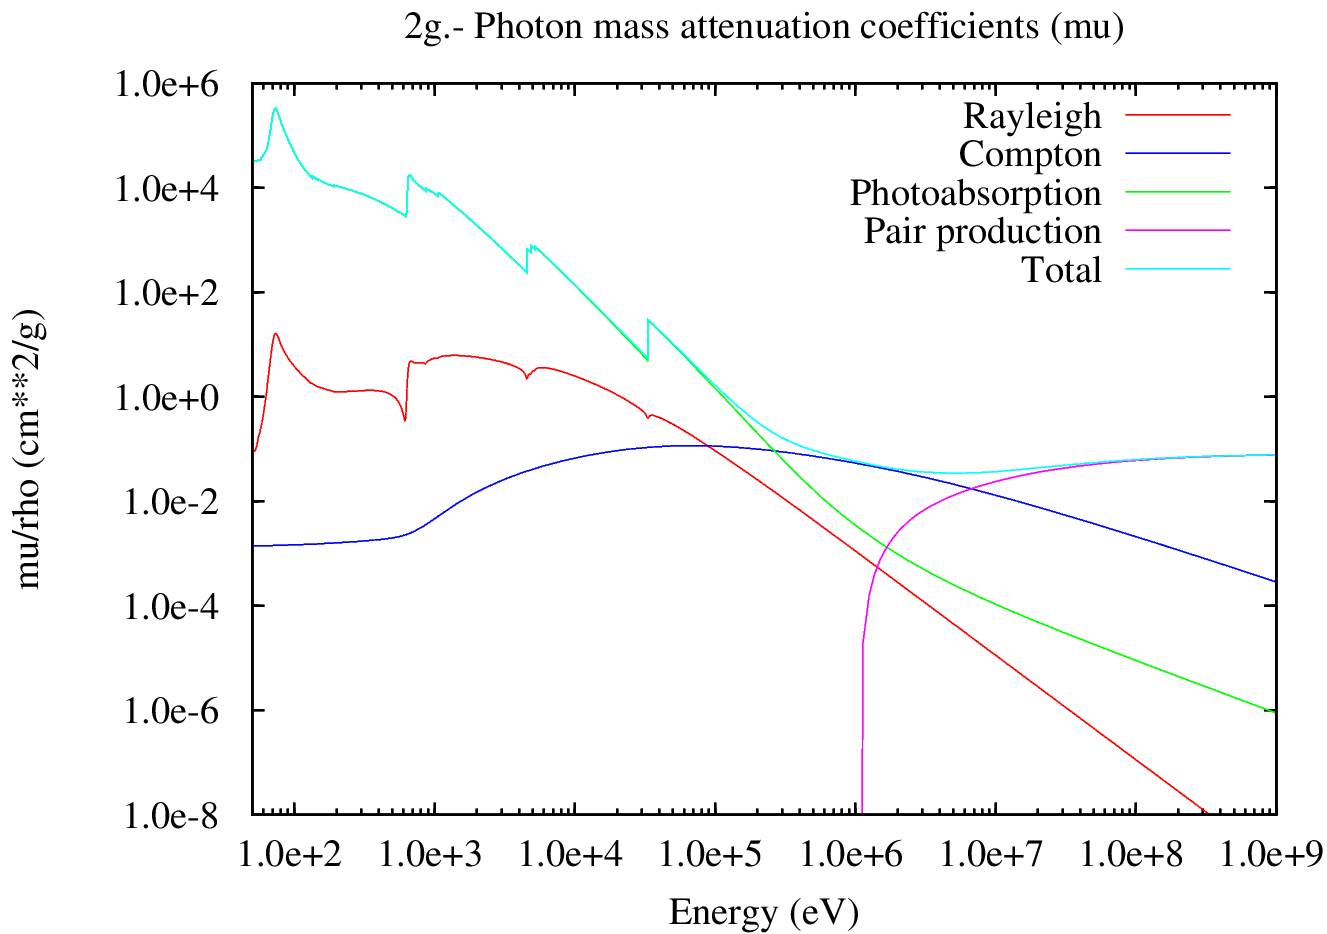 2g.- Photon mass attenuation coefficients (mu)
1.0e+6
1.0e+4
1.0e+2
1.0e+0
1.0e-2
1.0e-4
1.0e-6
1.0e-8
mu/rho (cm**2/g)
Rayleigh
Compton
Photoabsorption
Pair production
Total
1.0e+2 1.0e+3 1.0e+4 1.0e+5 1.0e+6 1.0e+7 1.0e+8 1.0e+9
Energy (eV)